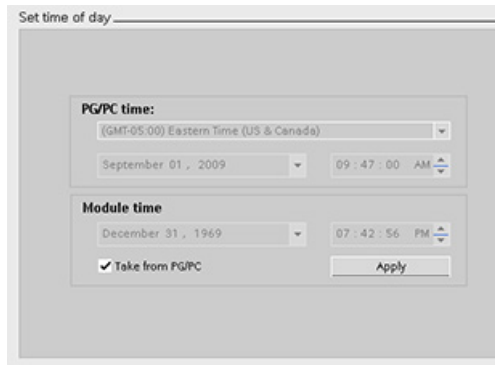 Set time of day
PG/PC time:
(GMT-05:00) Eastern Time (US & Canada)
September 01 , 2009 09 : 47 : 00 AM
Module time
December 31 , 1969 07 : 42 : 56 PM
Take from PG/PC Apply